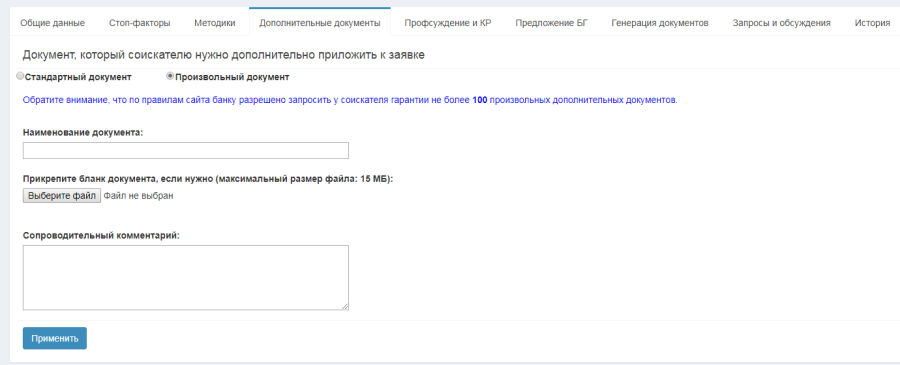 Общие данные Стоп-факторы Методики Дополнительные документы Профсуждение и КР Предложение БГ Генерация документов Запросы и обсуждения История
Документ, который соискателю нужно дополнительно приложить к заявке
Стандартный документ Произвольный документ
Обратите внимание, что по правилам сайта банку разрешено запросить у соискателя гарантии не более 100 произвольных дополнительных документов.
Наименование документа:
Прикрепите бланк документа, если нужно (максимальный размер файла: 15 МБ):
Выберите файл Файл не выбран
Сопроводительный комментарий:
Применить